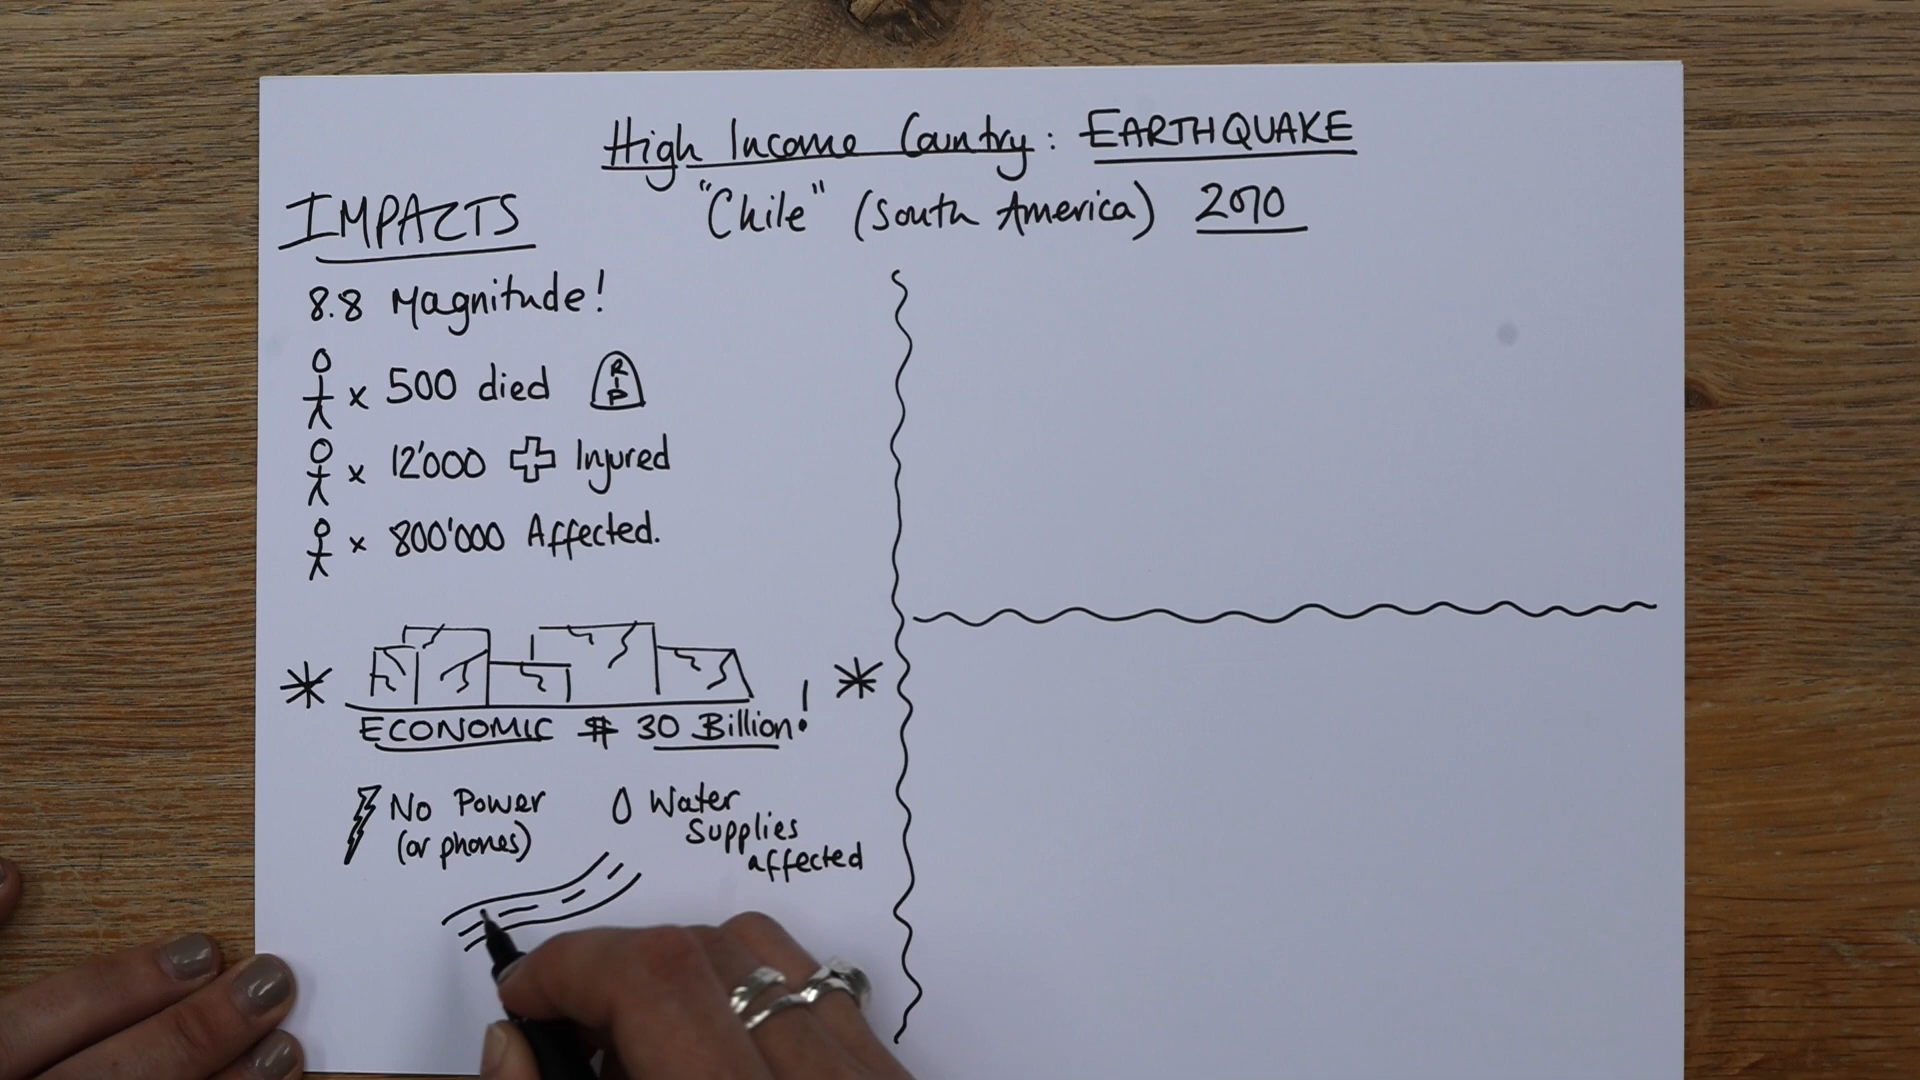 High Income Country: EARTHQUAKE
"Chile" (South America) 2010
IMPACTS
8.8 Magnitude!
x 500 died RIP
x 12'000 Injured
x 800'000 Affected.
ECONOMIC $ 30 Billion!
No Power
(or phones)
Water
Supplies
affected